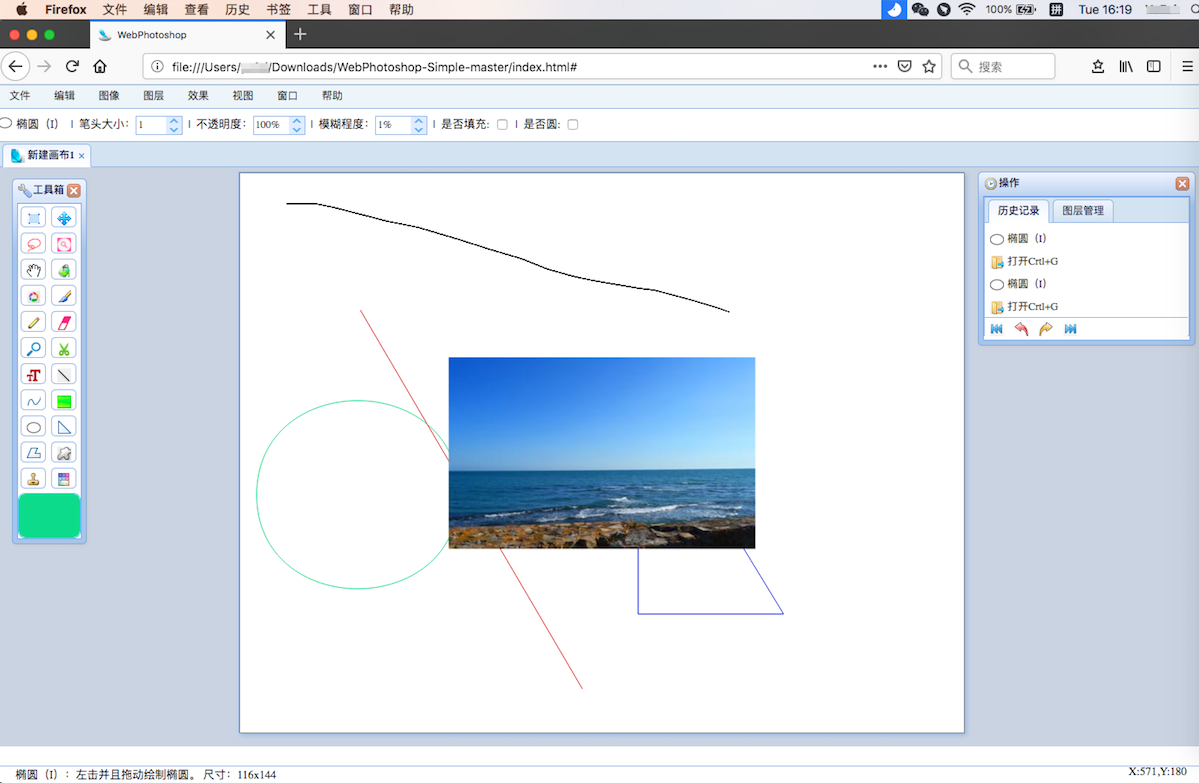 Firefox 文件 编辑 查看 历史 书签 工具 窗口 帮助 100% 拼 Tue 16:19
WebPhotoshop
file:///Users/ /Downloads/WebPhotoshop-Simple-master/index.html# 搜索
文件 编辑 图像 图层 效果 视图 窗口 帮助
椭圆（I） | 笔头大小: 1 | 不透明度: 100% | 模糊程度: 1% | 是否填充: | 是否圆:
新建画布1
工具箱
T
操作
历史记录 图层管理
椭圆（I）
打开Crtl+G
椭圆（I）
打开Crtl+G
椭圆（I）：左击并且拖动绘制椭圆。尺寸：116x144
X:571,Y:180